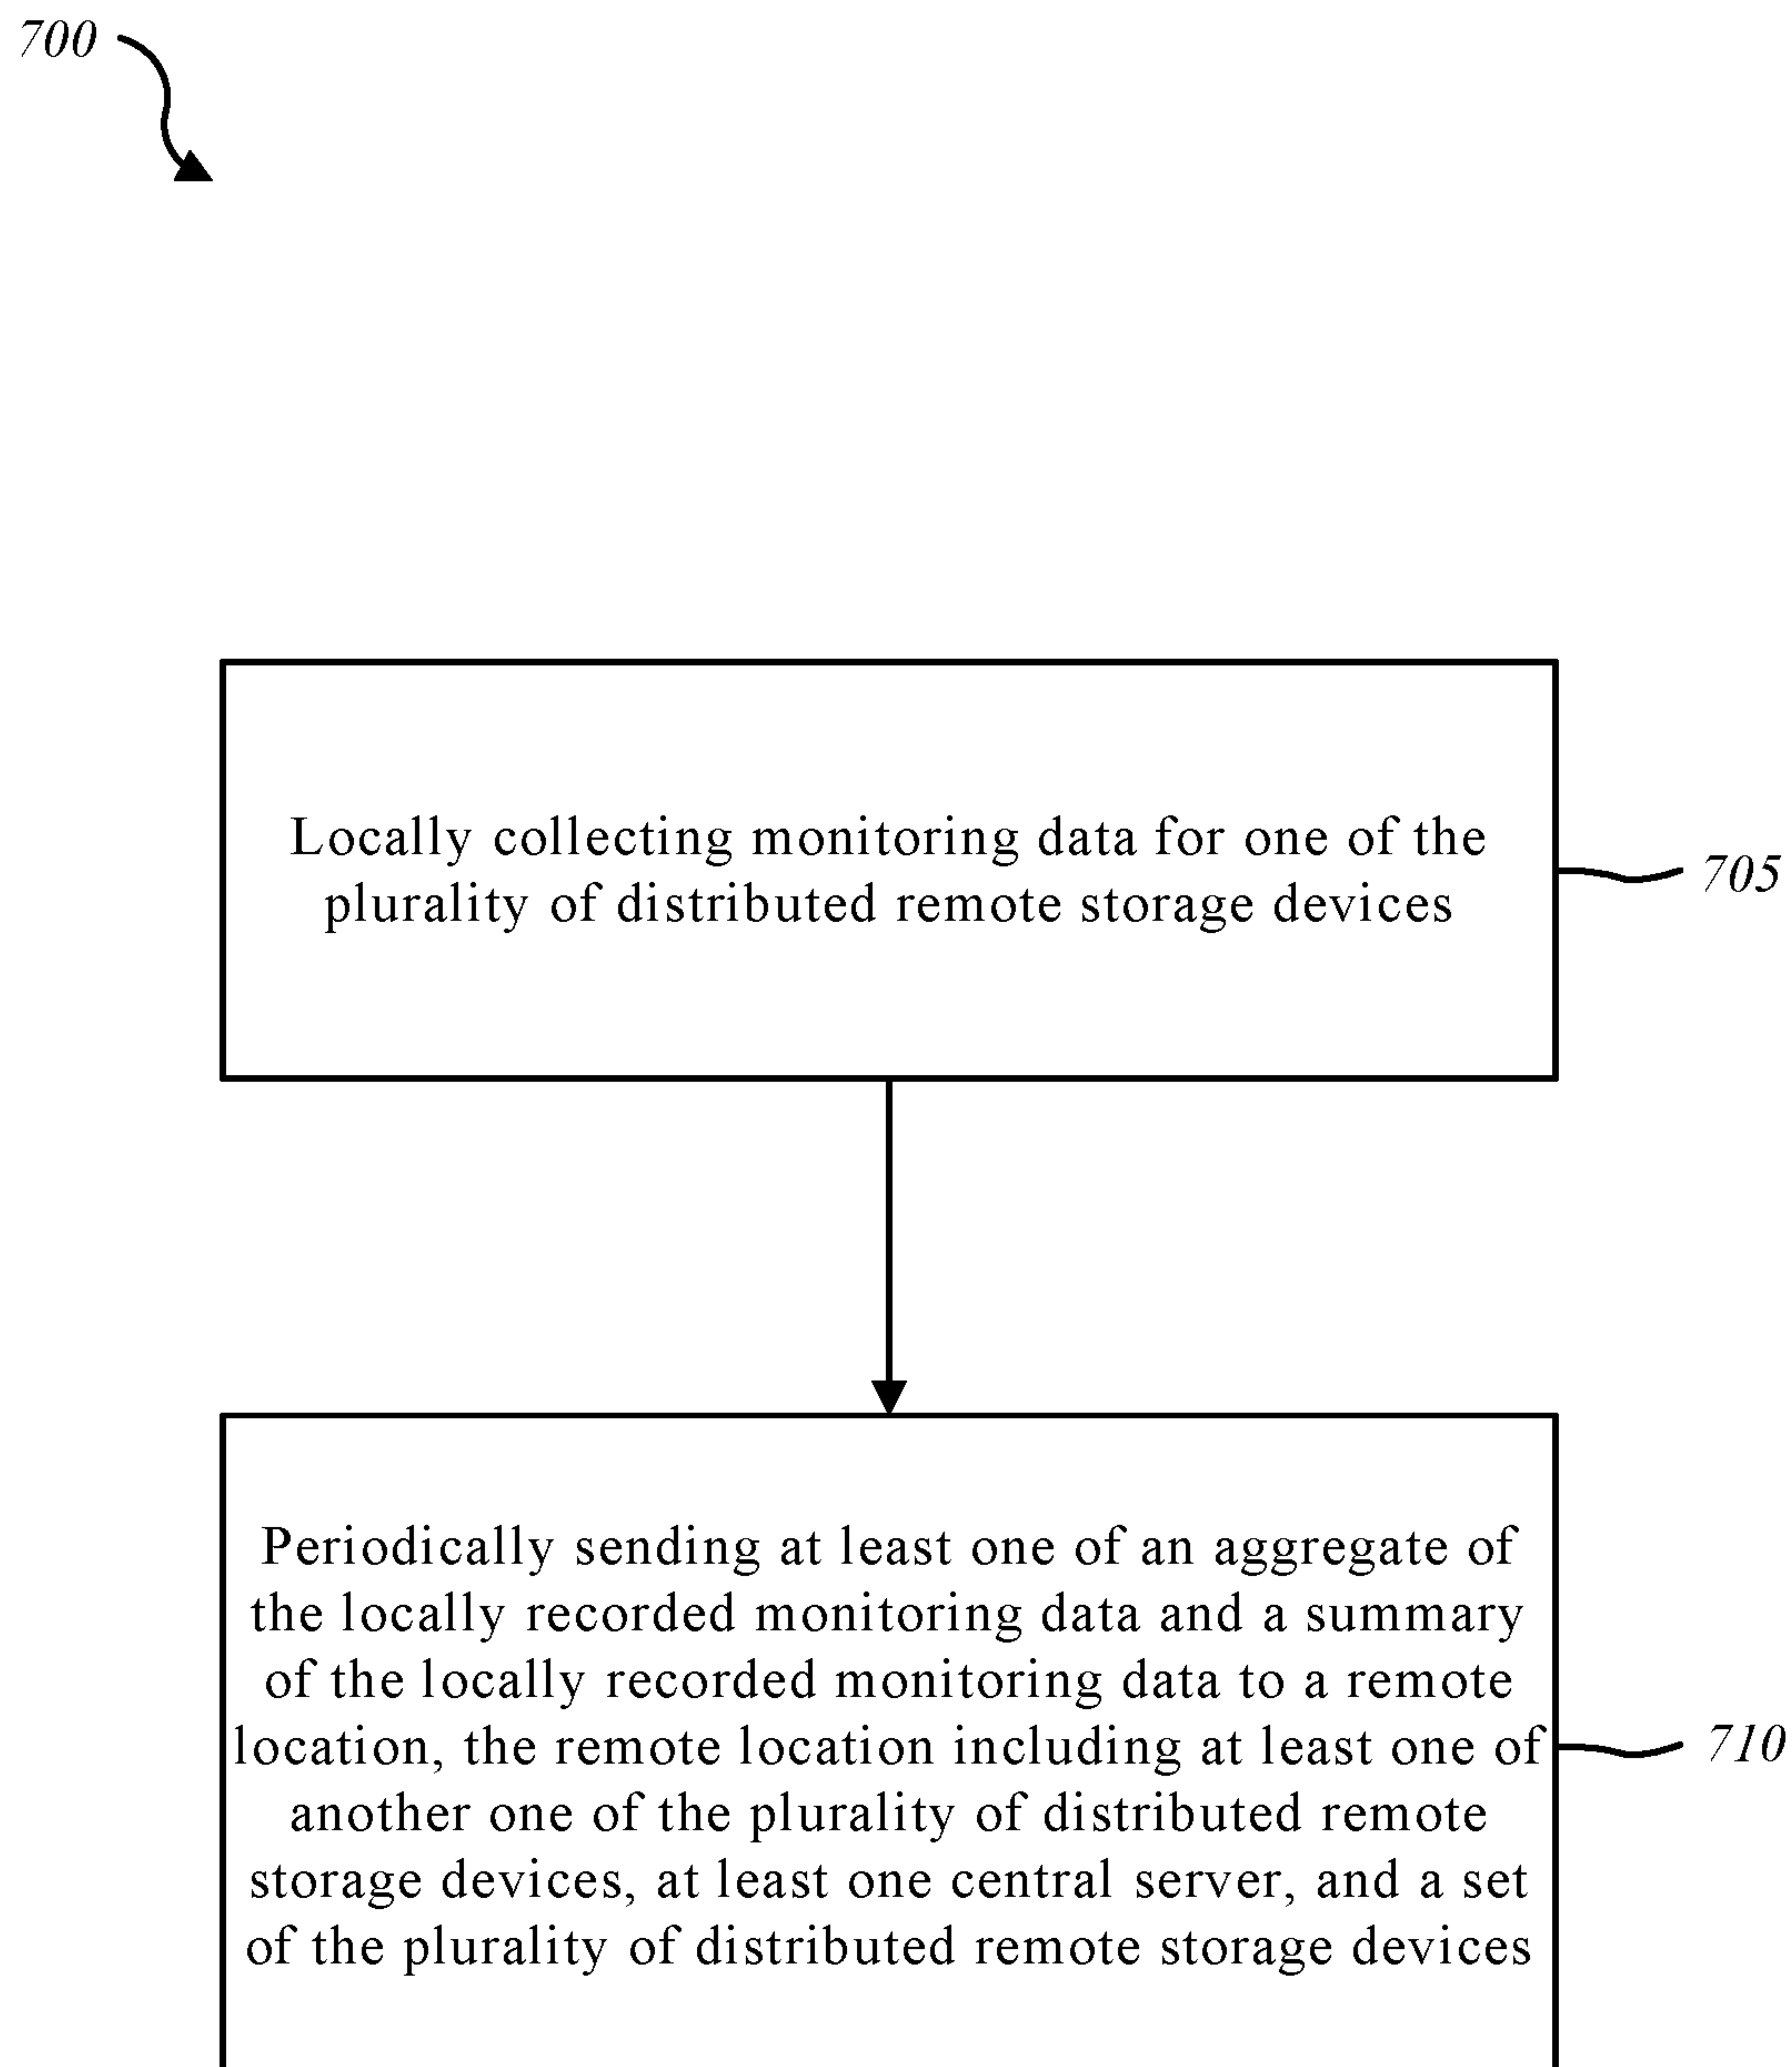 700
Locally collecting monitoring data for one of the
plurality of distributed remote storage devices
705
Periodically sending at least one of an aggregate of
the locally recorded monitoring data and a summary
of the locally recorded monitoring data to a remote
location, the remote location including at least one of
another one of the plurality of distributed remote
storage devices, at least one central server, and a set
of the plurality of distributed remote storage devices
710